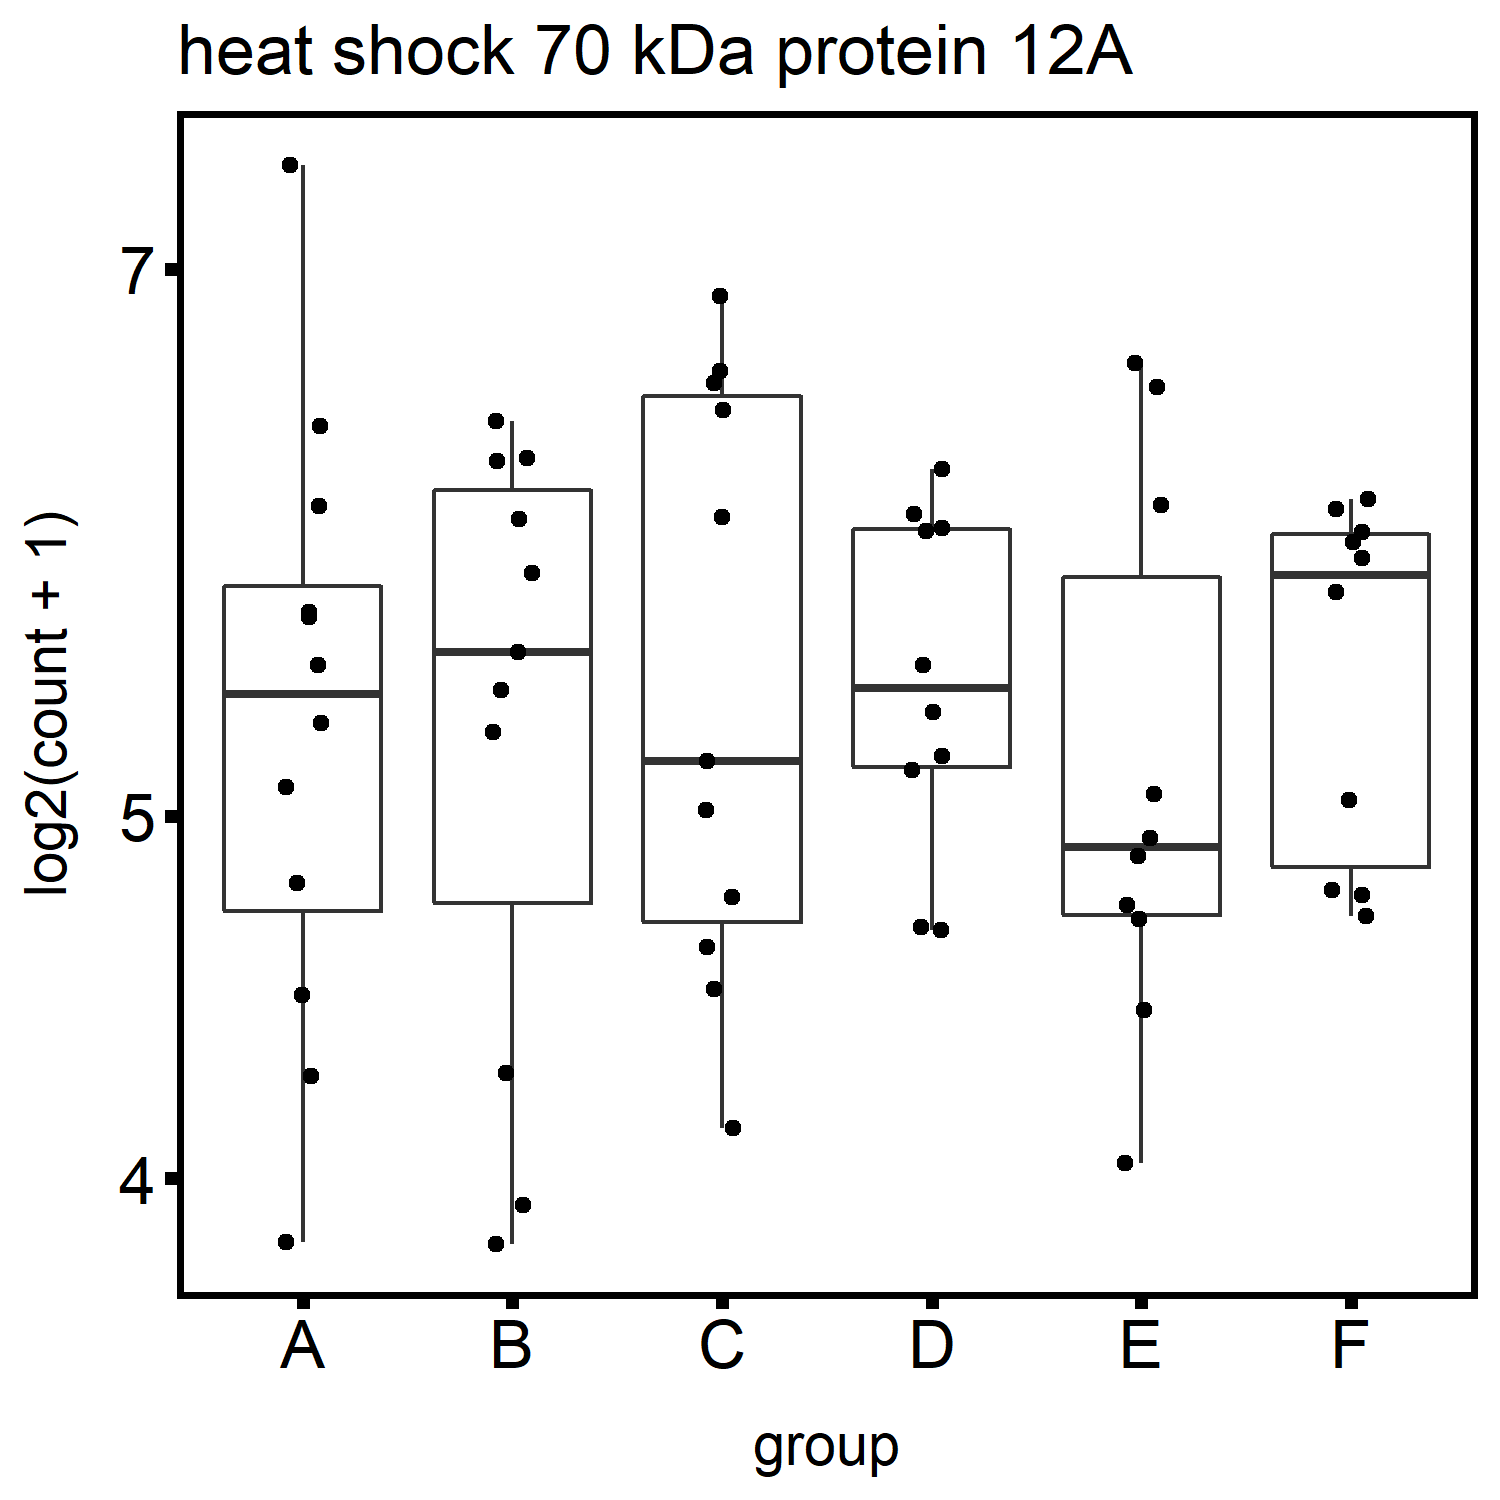 heat shock 70 kDa protein 12A
log2(count + 1)
7
5
4
A B C D E F
group